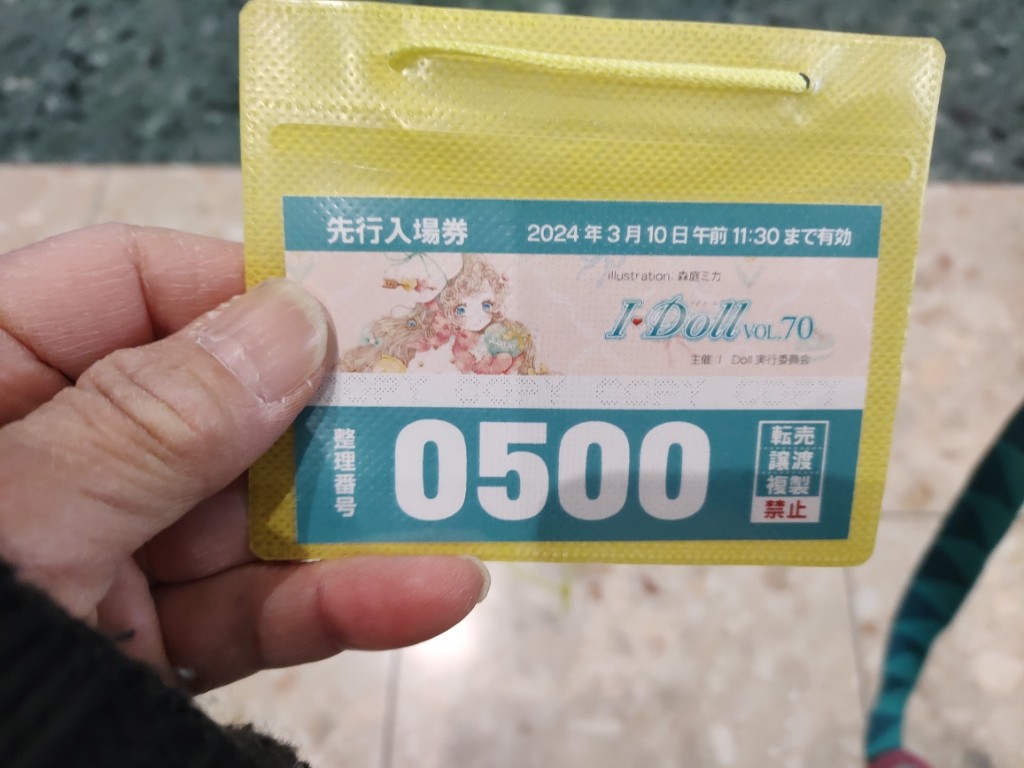 先行入場券 2024年3月10日午前11:30まで有効
illustration 森庭ミカ
I·Doll VOL.70
主催 I Doll 実行委員会
COPY COPY COPY COPY
整理番号
0500
転売
譲渡
複製
禁止